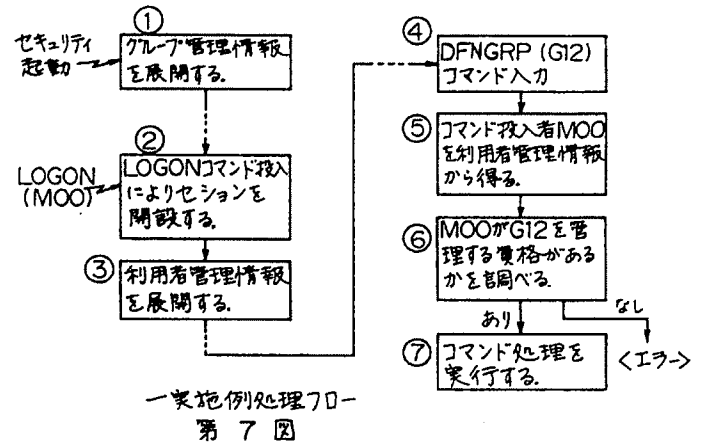 ①
セキュリティ
起動
グループ管理情報
を展開する.
②
LOGON
(M00)
LOGONコマンド投入
によりセションを
開設する.
③
利用者管理情報
を展開する.
④
DFNGRP (G12)
コマンド入力
⑤
コマンド投入者M00
を利用者管理情報
から得る.
⑥
M00がG12を管
理する資格がある
かを調べる.
あり
なし
<エラー>
⑦
コマンド処理を
実行する.
一実施例処理フロー
第 7 図